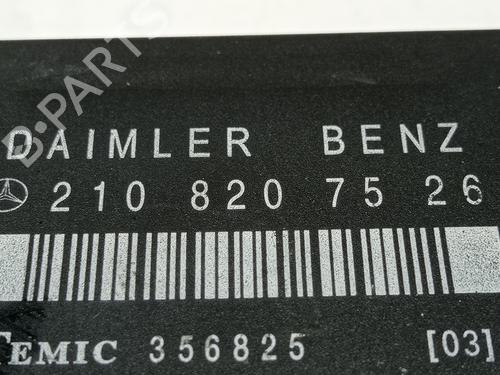 B-PARTS
DAIMLER BENZ
210 820 75 26
TEMIC 356825 [03]